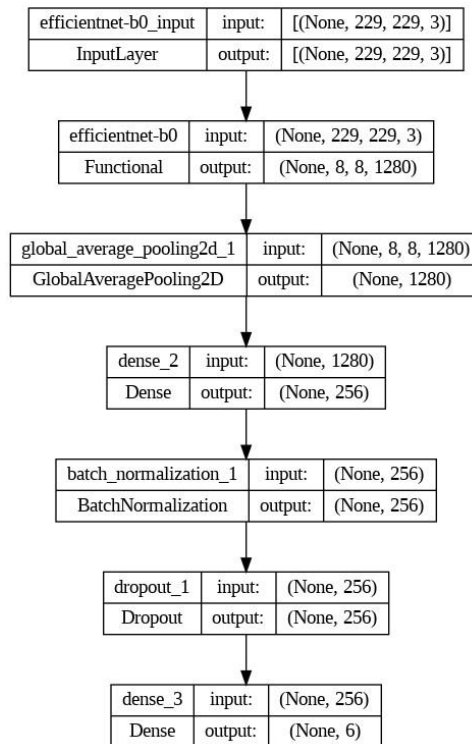 efficientnet-b0_input input: [(None, 229, 229, 3)]
InputLayer output: [(None, 229, 229, 3)]
efficientnet-b0 input: (None, 229, 229, 3)
Functional output: (None, 8, 8, 1280)
global_average_pooling2d_1 input: (None, 8, 8, 1280)
GlobalAveragePooling2D output: (None, 1280)
dense_2 input: (None, 1280)
Dense output: (None, 256)
batch_normalization_1 input: (None, 256)
BatchNormalization output: (None, 256)
dropout_1 input: (None, 256)
Dropout output: (None, 256)
dense_3 input: (None, 256)
Dense output: (None, 6)